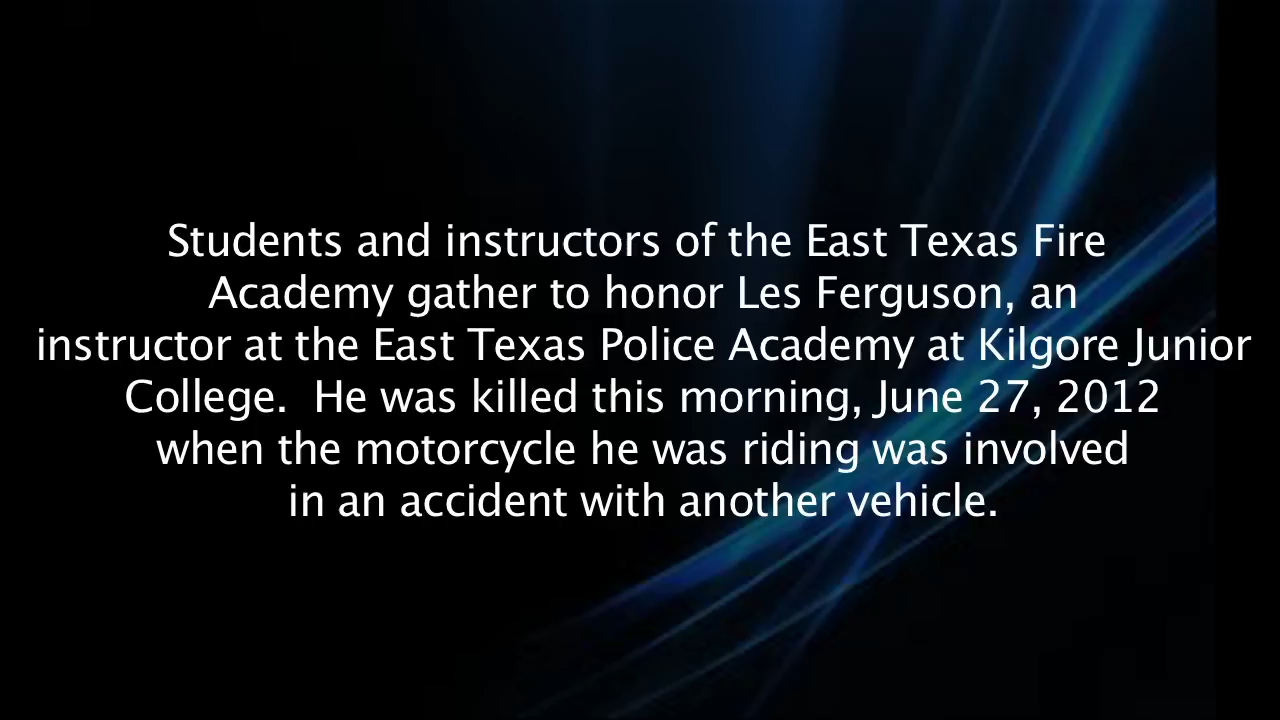 Students and instructors of the East Texas Fire
Academy gather to honor Les Ferguson, an
instructor at the East Texas Police Academy at Kilgore Junior
College.  He was killed this morning, June 27, 2012
when the motorcycle he was riding was involved
in an accident with another vehicle.